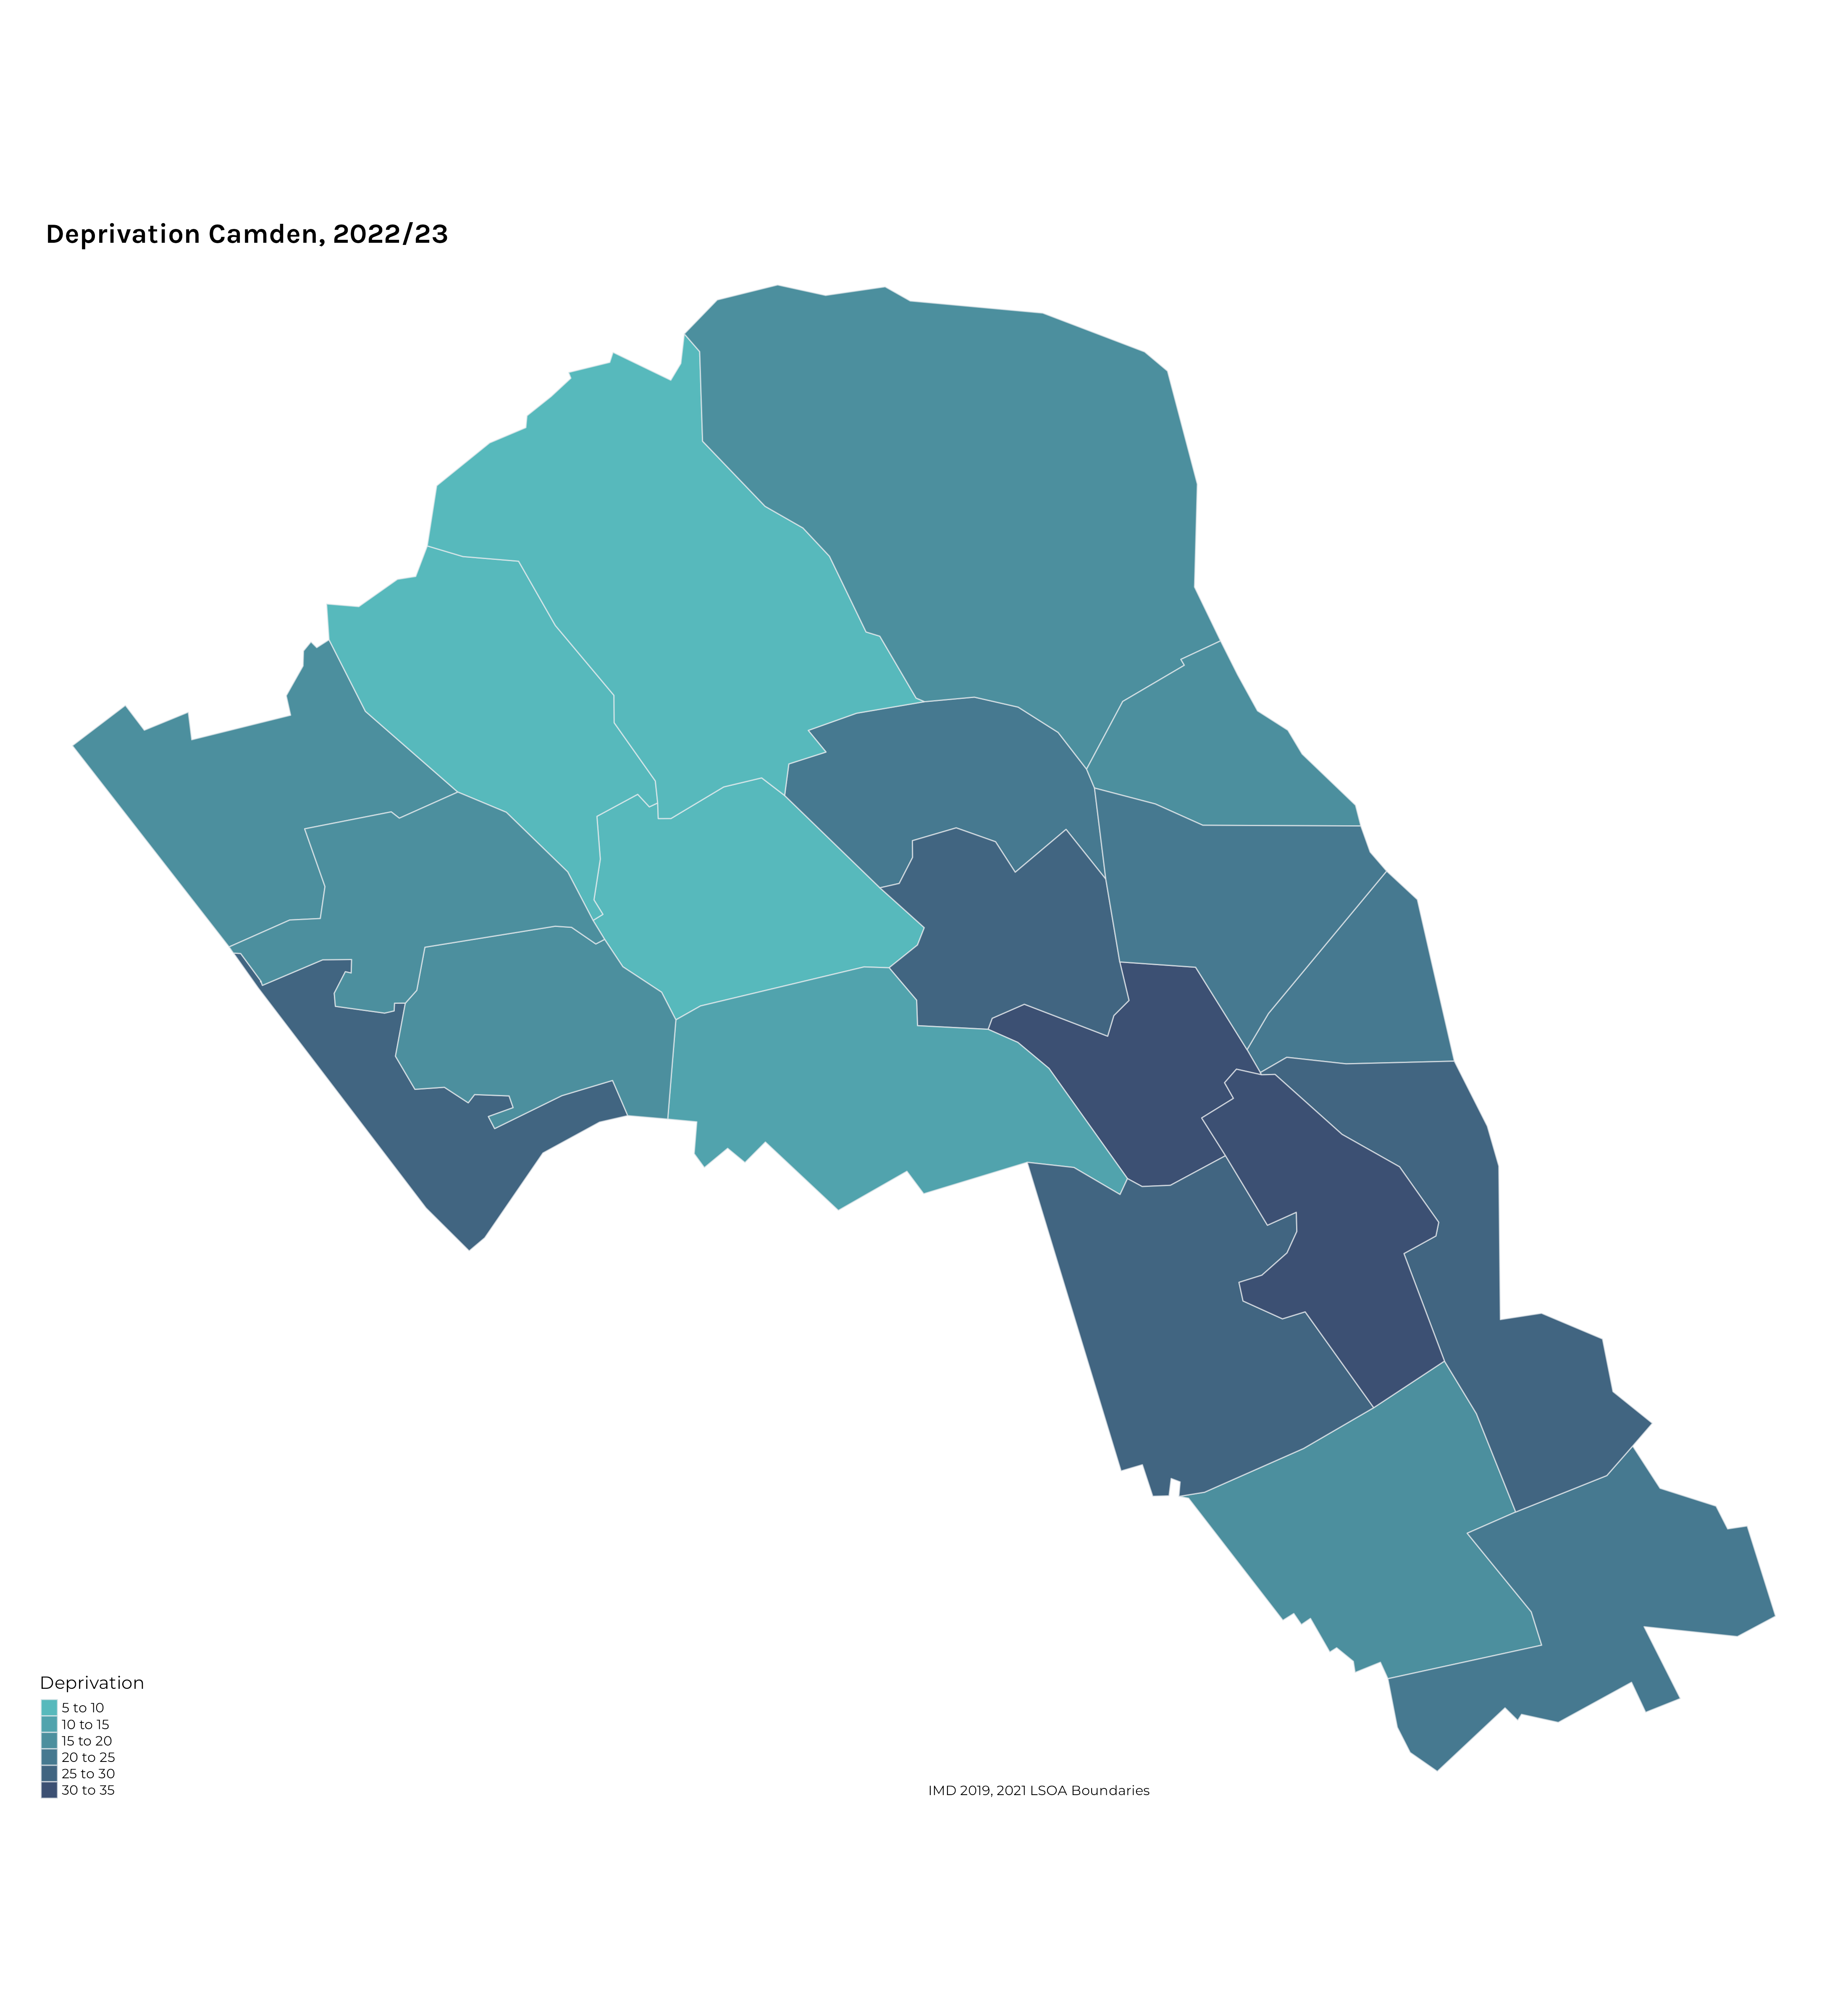 Deprivation Camden, 2022/23
Deprivation
5 to 10
10 to 15
15 to 20
20 to 25
25 to 30
30 to 35
IMD 2019, 2021 LSOA Boundaries